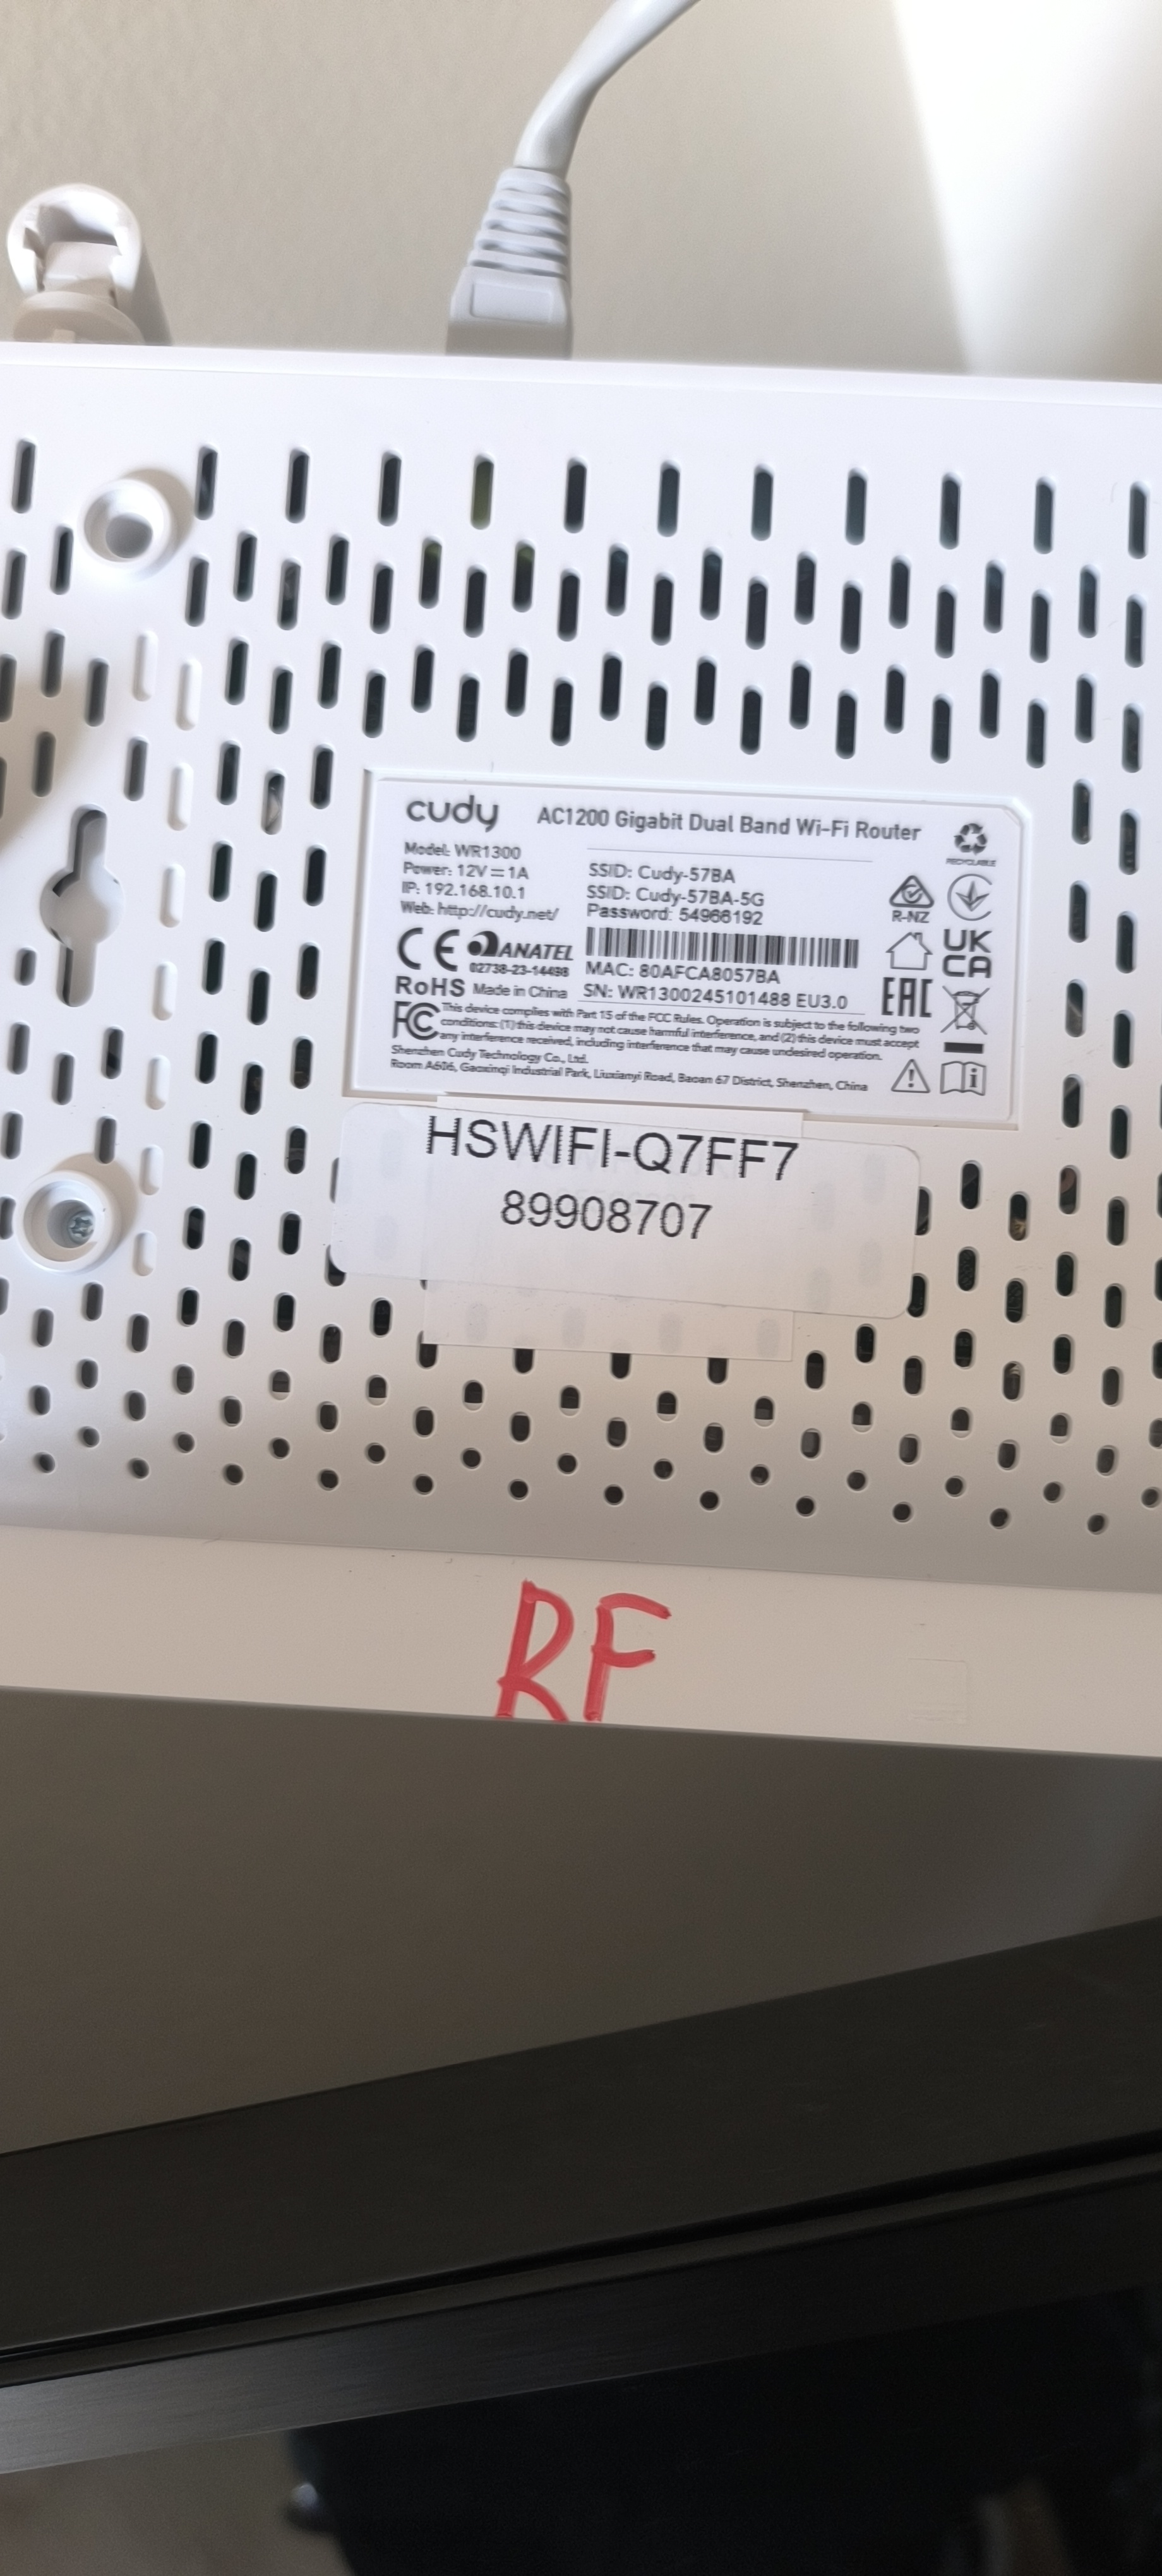 cudy AC1200 Gigabit Dual Band Wi-Fi Router
RECYCLABLE
Model: WR1300
Power: 12V⎓1A
IP: 192.168.10.1
Web: http://cudy.net/
SSID: Cudy-57BA
SSID: Cudy-57BA-5G
Password: 54966192
R-NZ
CE ANATEL
02738-23-14498
MAC: 80AFCA8057BA
UK
CA
RoHS Made in China
SN: WR1300245101488 EU3.0
EAC
FC This device complies with Part 15 of the FCC Rules. Operation is subject to the following two
conditions: (1) this device may not cause harmful interference, and (2) this device must accept
any interference received, including interference that may cause undesired operation.
Shenzhen Cudy Technology Co., Ltd.
Room A606, Gaoxinqi Industrial Park, Liuxianyi Road, Baoan 67 District, Shenzhen, China
HSWIFI-Q7FF7
89908707
RF